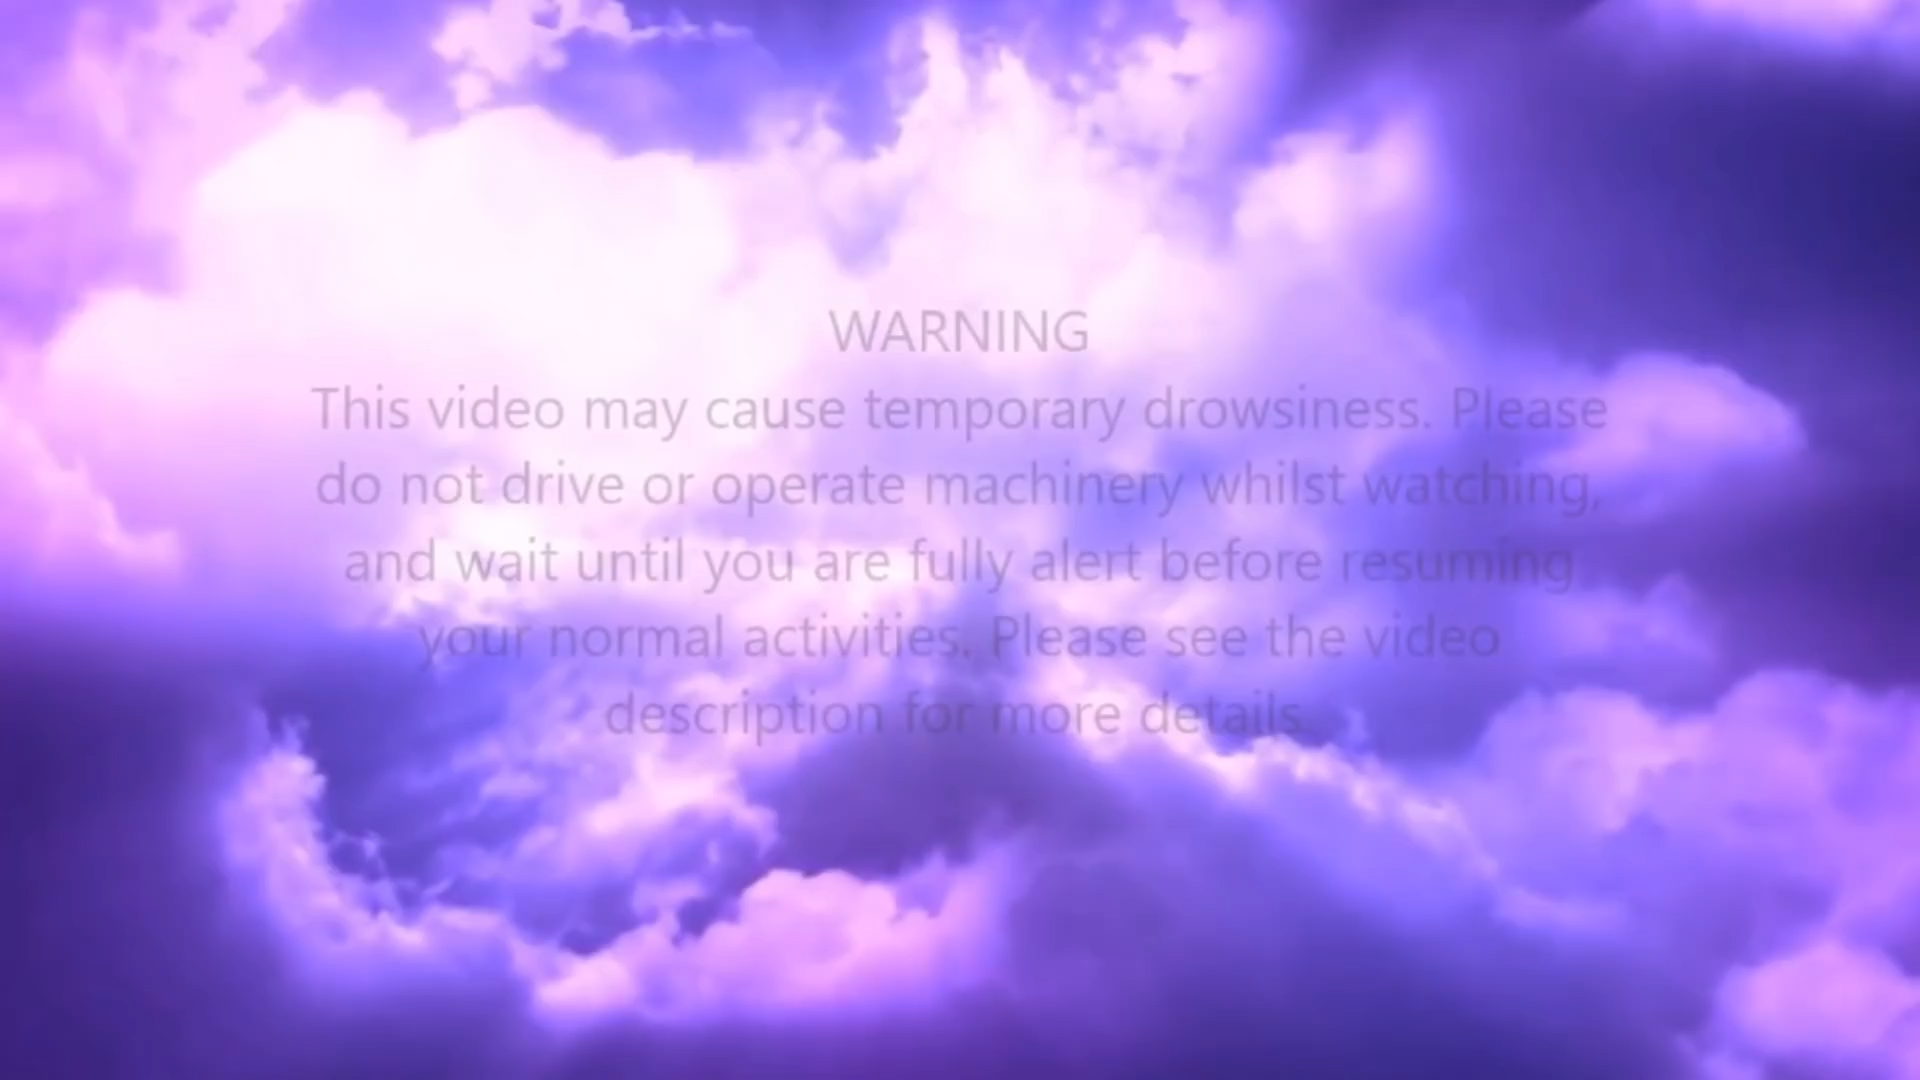 WARNING
This video may cause temporary drowsiness. Please
do not drive or operate machinery whilst watching,
and wait until you are fully alert before resuming
your normal activities. Please see the video
description for more details.